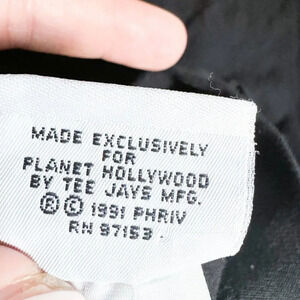 MADE EXCLUSIVELY
FOR
PLANET HOLLYWOOD
BY TEE JAYS MFG.
® © 1991 PHRIV
RN 97153